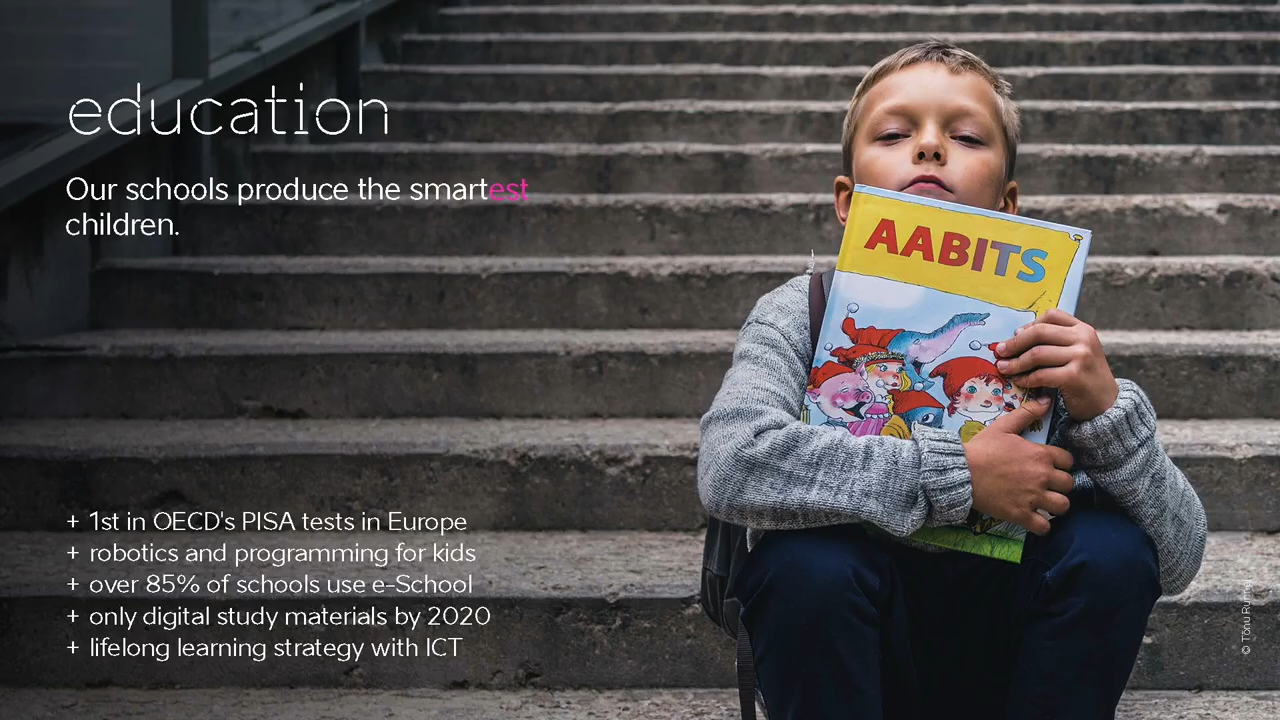 education
Our schools produce the smartest
children.
AABITS
+ 1st in OECD's PISA tests in Europe
+ robotics and programming for kids
+ over 85% of schools use e-School
+ only digital study materials by 2020
+ lifelong learning strategy with ICT
© Tõnu